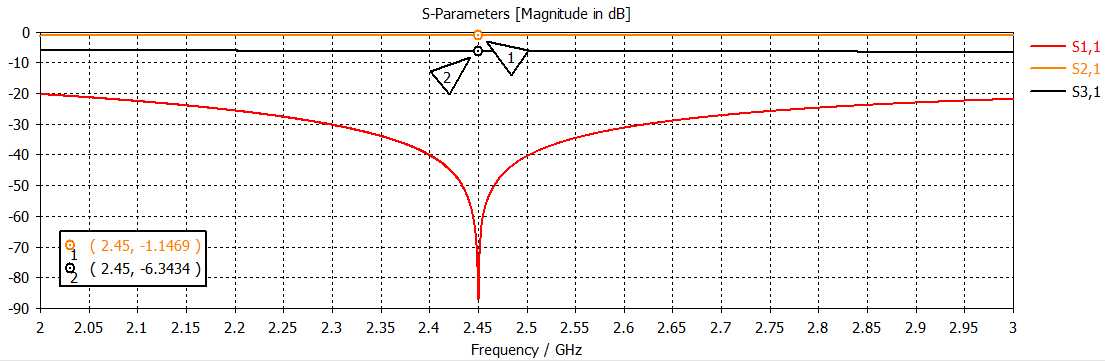 S-Parameters [Magnitude in dB]
0
-10
-20
-30
-40
-50
-60
-70
-80
-90
1
2
S1,1
S2,1
S3,1
1 ( 2.45, -1.1469 )
2 ( 2.45, -6.3434 )
2 2.05 2.1 2.15 2.2 2.25 2.3 2.35 2.4 2.45 2.5 2.55 2.6 2.65 2.7 2.75 2.8 2.85 2.9 2.95 3
Frequency / GHz